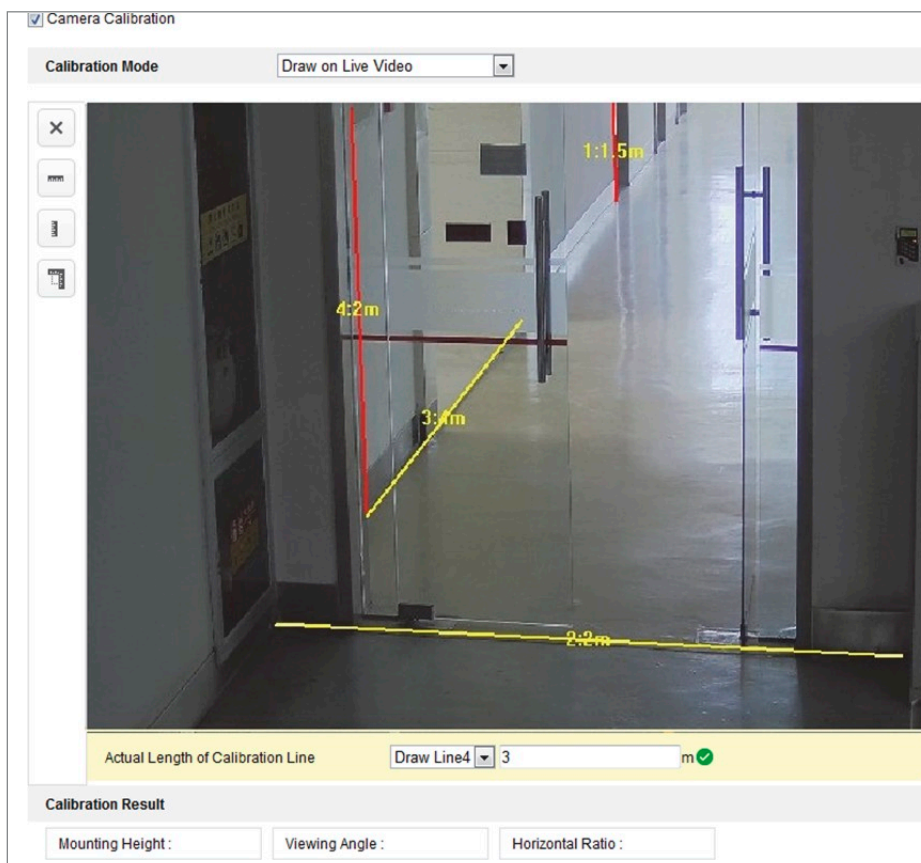 Camera Calibration
Calibration Mode
Draw on Live Video
1:1.5m
4:2m
3:4m
2:2m
Actual Length of Calibration Line
Draw Line4
3
m
Calibration Result
Mounting Height :
Viewing Angle :
Horizontal Ratio :